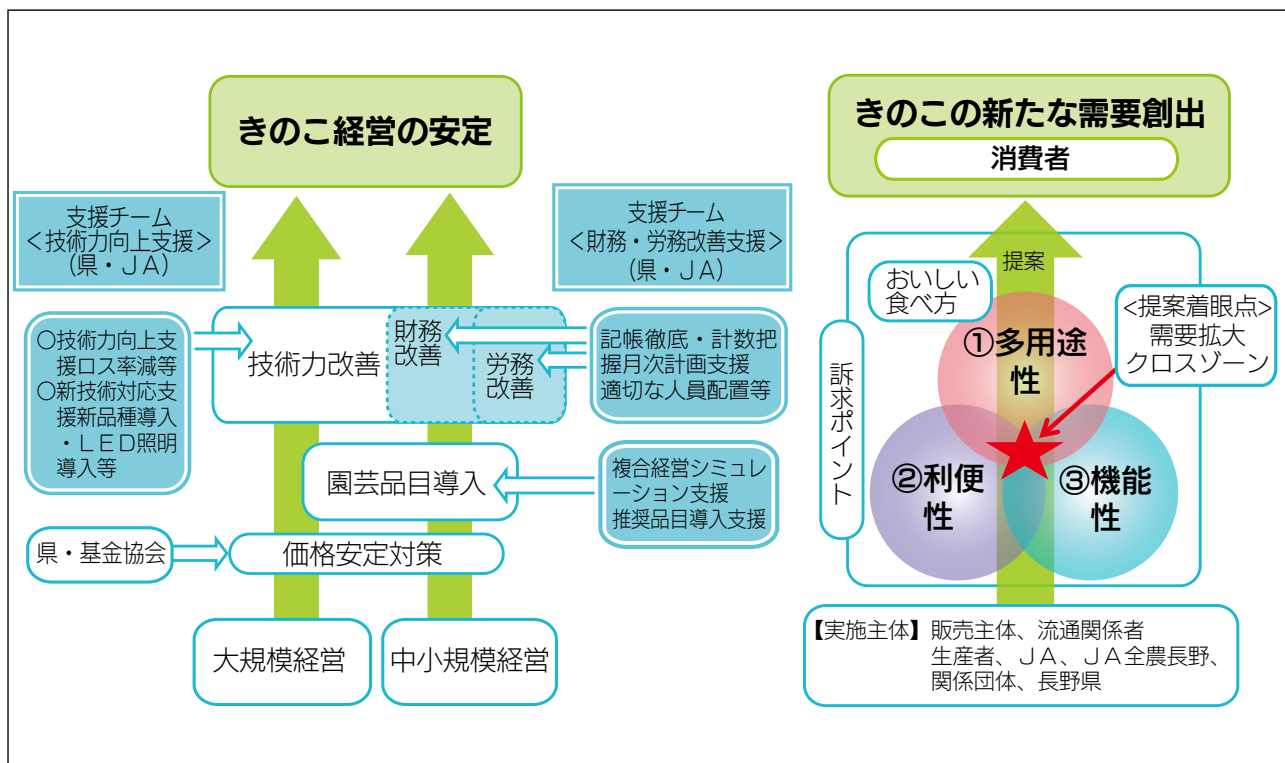 きのこ経営の安定
支援チーム
＜技術力向上支援＞
（県・ＪＡ）
支援チーム
＜財務・労務改善支援＞
（県・ＪＡ）
○技術力向上支
援ロス率減等
○新技術対応支
援新品種導入
・ＬＥＤ照明
導入等
技術力改善
財務
改善
労務
改善
記帳徹底・計数把
握月次計画支援
適切な人員配置等
園芸品目導入
複合経営シミュレ
ーション支援
推奨品目導入支援
県・基金協会
価格安定対策
大規模経営
中小規模経営
きのこの新たな需要創出
消費者
提案
おいしい
食べ方
訴求ポイント
①多用途
性
②利便
性
③機能
性
<提案着眼点>
需要拡大
クロスゾーン
【実施主体】販売主体、流通関係者
生産者、ＪＡ、ＪＡ全農長野、
関係団体、長野県